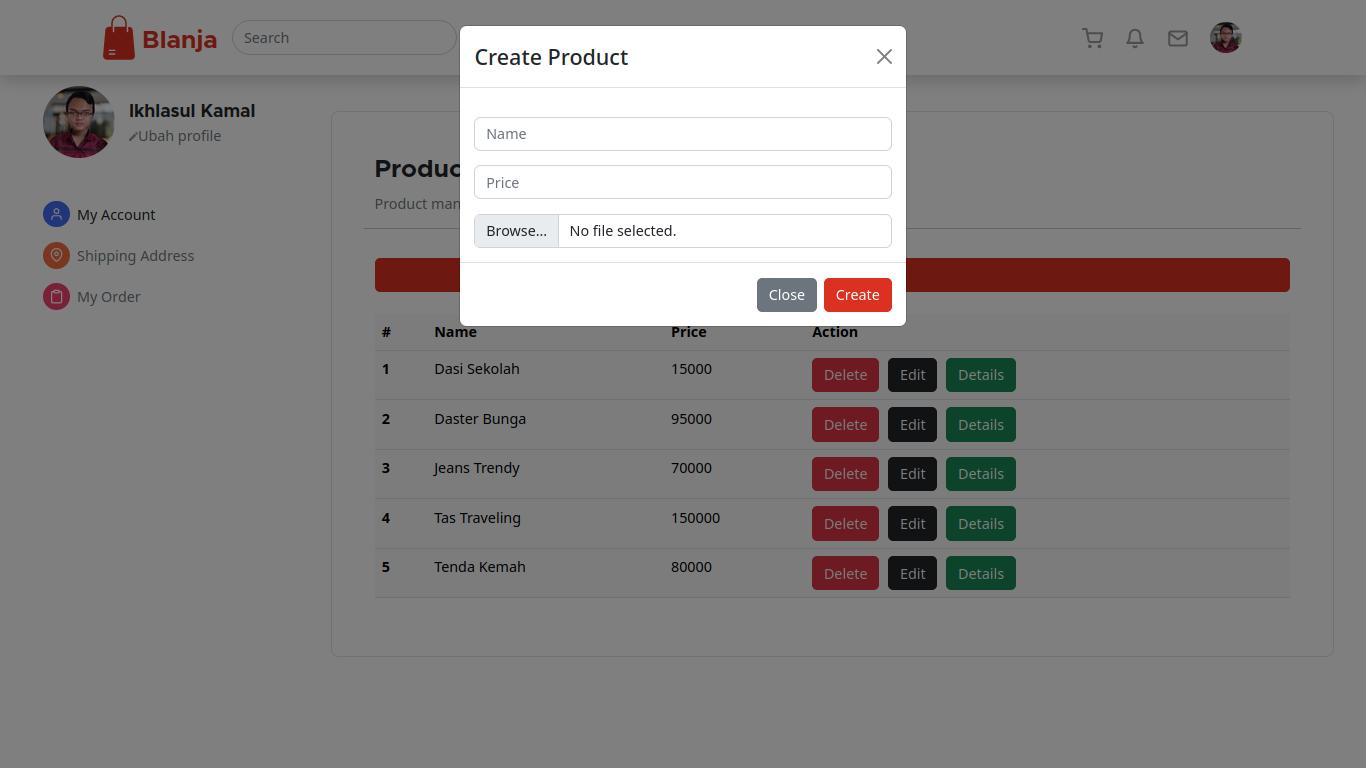 Blanja
Search
Create Product
Ikhlasul Kamal
Ubah profile
Name
Price
Browse... No file selected.
Close Create
Product man
My Account
Shipping Address
My Order
# Name Price Action
1 Dasi Sekolah 15000 Delete Edit Details
2 Daster Bunga 95000 Delete Edit Details
3 Jeans Trendy 70000 Delete Edit Details
4 Tas Traveling 150000 Delete Edit Details
5 Tenda Kemah 80000 Delete Edit Details